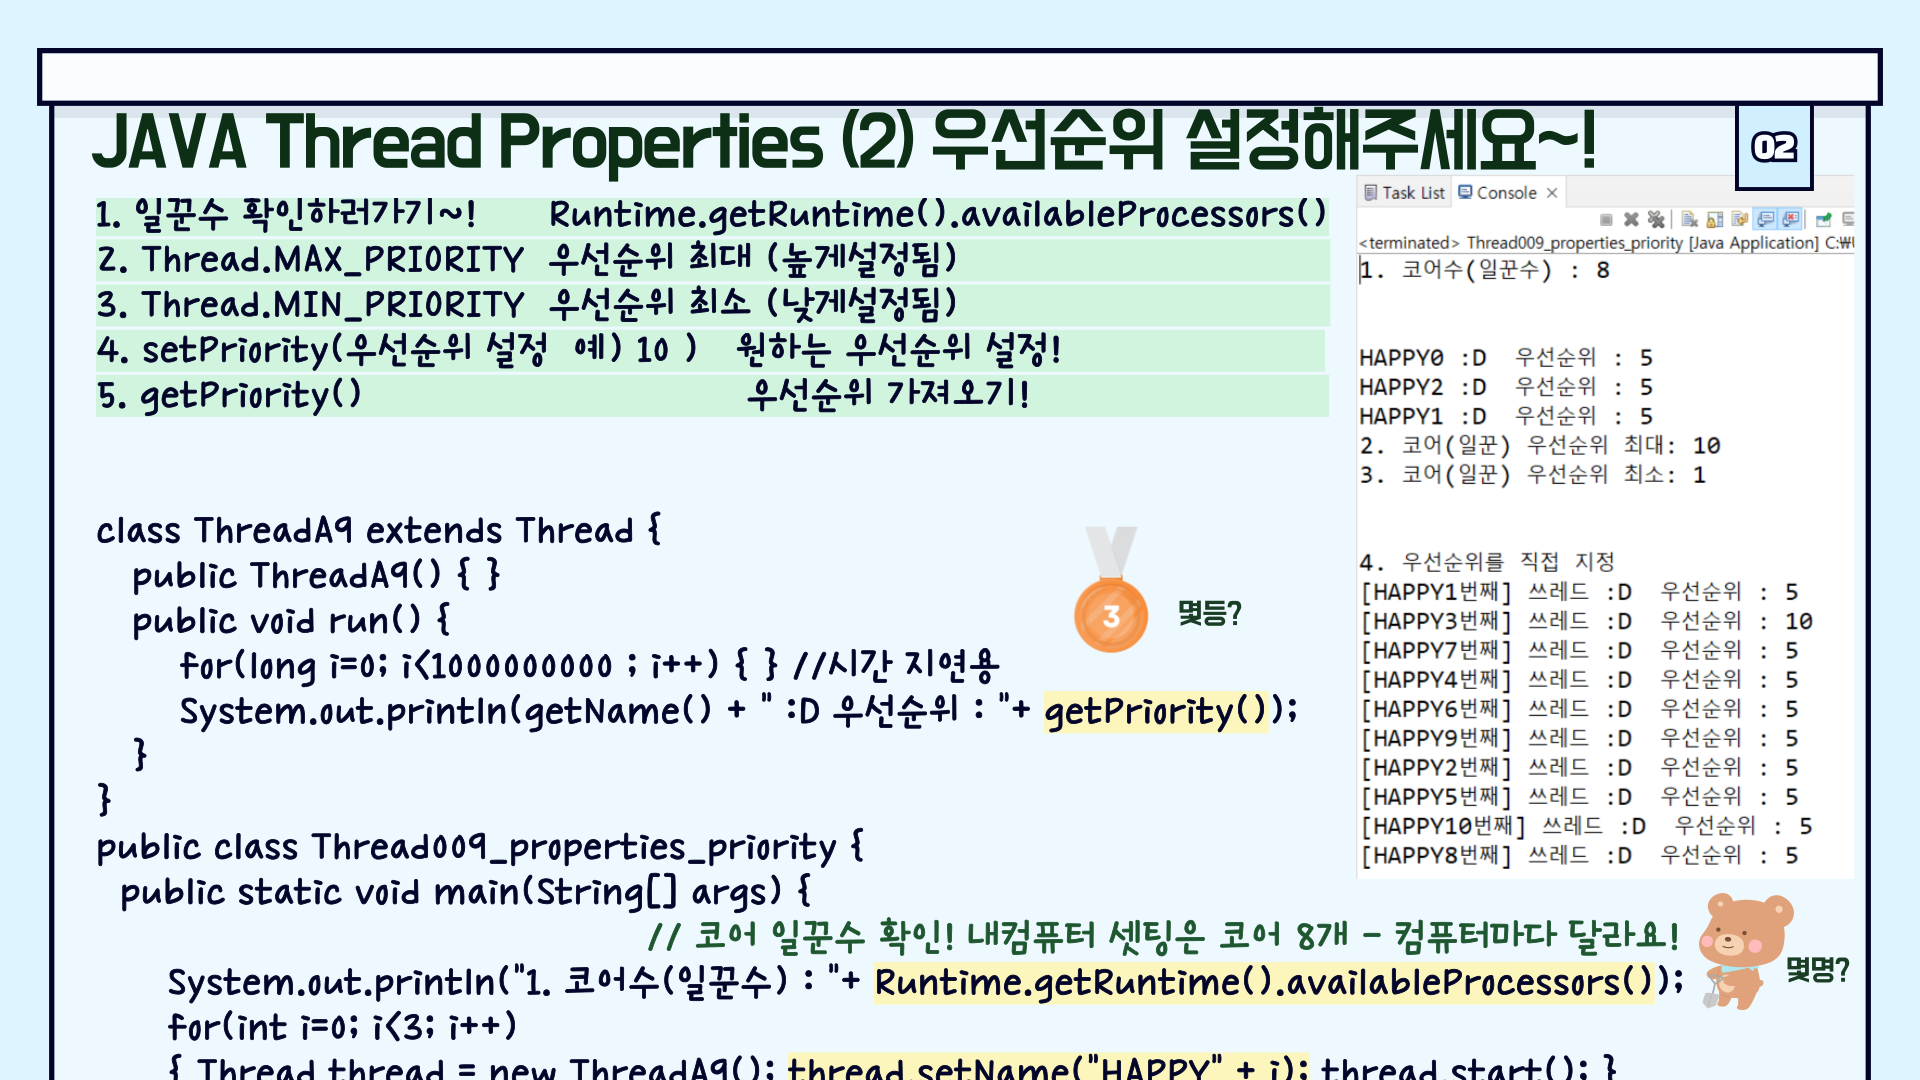 JAVA Thread Properties (2) 우선순위 설정해주세요~!
02
1. 일꾼수 확인하러가기~! Runtime.getRuntime().availableProcessors()
2. Thread.MAX_PRIORITY 우선순위 최대 (높게설정됨)
3. Thread.MIN_PRIORITY 우선순위 최소 (낮게설정됨)
4. setPriority(우선순위 설정 예) 10 ) 원하는 우선순위 설정!
5. getPriority() 우선순위 가져오기!
class ThreadA9 extends Thread {
public ThreadA9() { }
public void run() {
for(long i=0; i<1000000000 ; i++) { } //시간 지연용
System.out.println(getName() + " :D 우선순위 : "+ getPriority());
}
}
3
몇등?
public class Thread009_properties_priority {
public static void main(String[] args) {
// 코어 일꾼수 확인! 내컴퓨터 셋팅은 코어 8개 - 컴퓨터마다 달라요!
몇명?
System.out.println("1. 코어수(일꾼수) : "+ Runtime.getRuntime().availableProcessors());
for(int i=0; i<3; i++)
{ Thread thread = new ThreadA9(); thread.setName("HAPPY" + i); thread.start(); }
Task List Console
<terminated> Thread009_properties_priority [Java Application] C:₩
1. 코어수(일꾼수) : 8
HAPPY0 :D 우선순위 : 5
HAPPY2 :D 우선순위 : 5
HAPPY1 :D 우선순위 : 5
2. 코어(일꾼) 우선순위 최대: 10
3. 코어(일꾼) 우선순위 최소: 1
4. 우선순위를 직접 지정
[HAPPY1번째] 쓰레드 :D 우선순위 : 5
[HAPPY3번째] 쓰레드 :D 우선순위 : 10
[HAPPY7번째] 쓰레드 :D 우선순위 : 5
[HAPPY4번째] 쓰레드 :D 우선순위 : 5
[HAPPY6번째] 쓰레드 :D 우선순위 : 5
[HAPPY9번째] 쓰레드 :D 우선순위 : 5
[HAPPY2번째] 쓰레드 :D 우선순위 : 5
[HAPPY5번째] 쓰레드 :D 우선순위 : 5
[HAPPY10번째] 쓰레드 :D 우선순위 : 5
[HAPPY8번째] 쓰레드 :D 우선순위 : 5